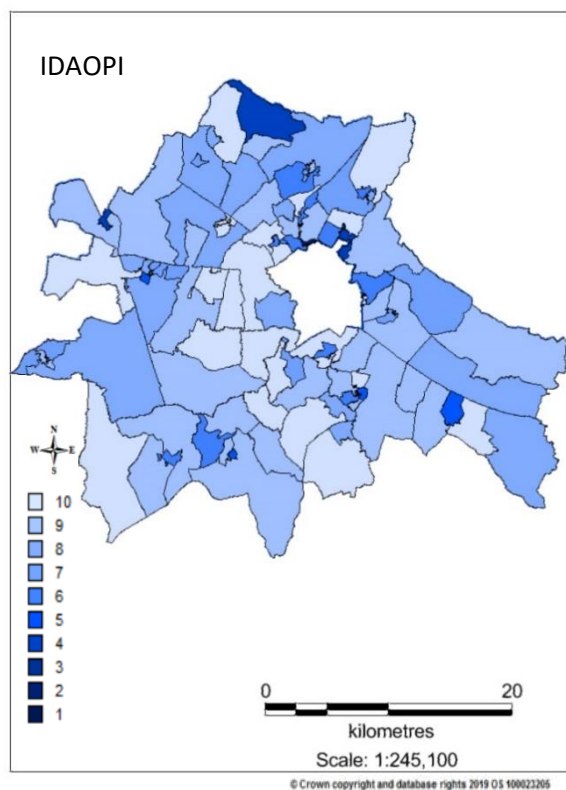 IDAOPI
N
W E
S
10
9
8
7
6
5
4
3
2
1
0 20
kilometres
Scale: 1:245,100
© Crown copyright and database rights 2019 OS 100023205